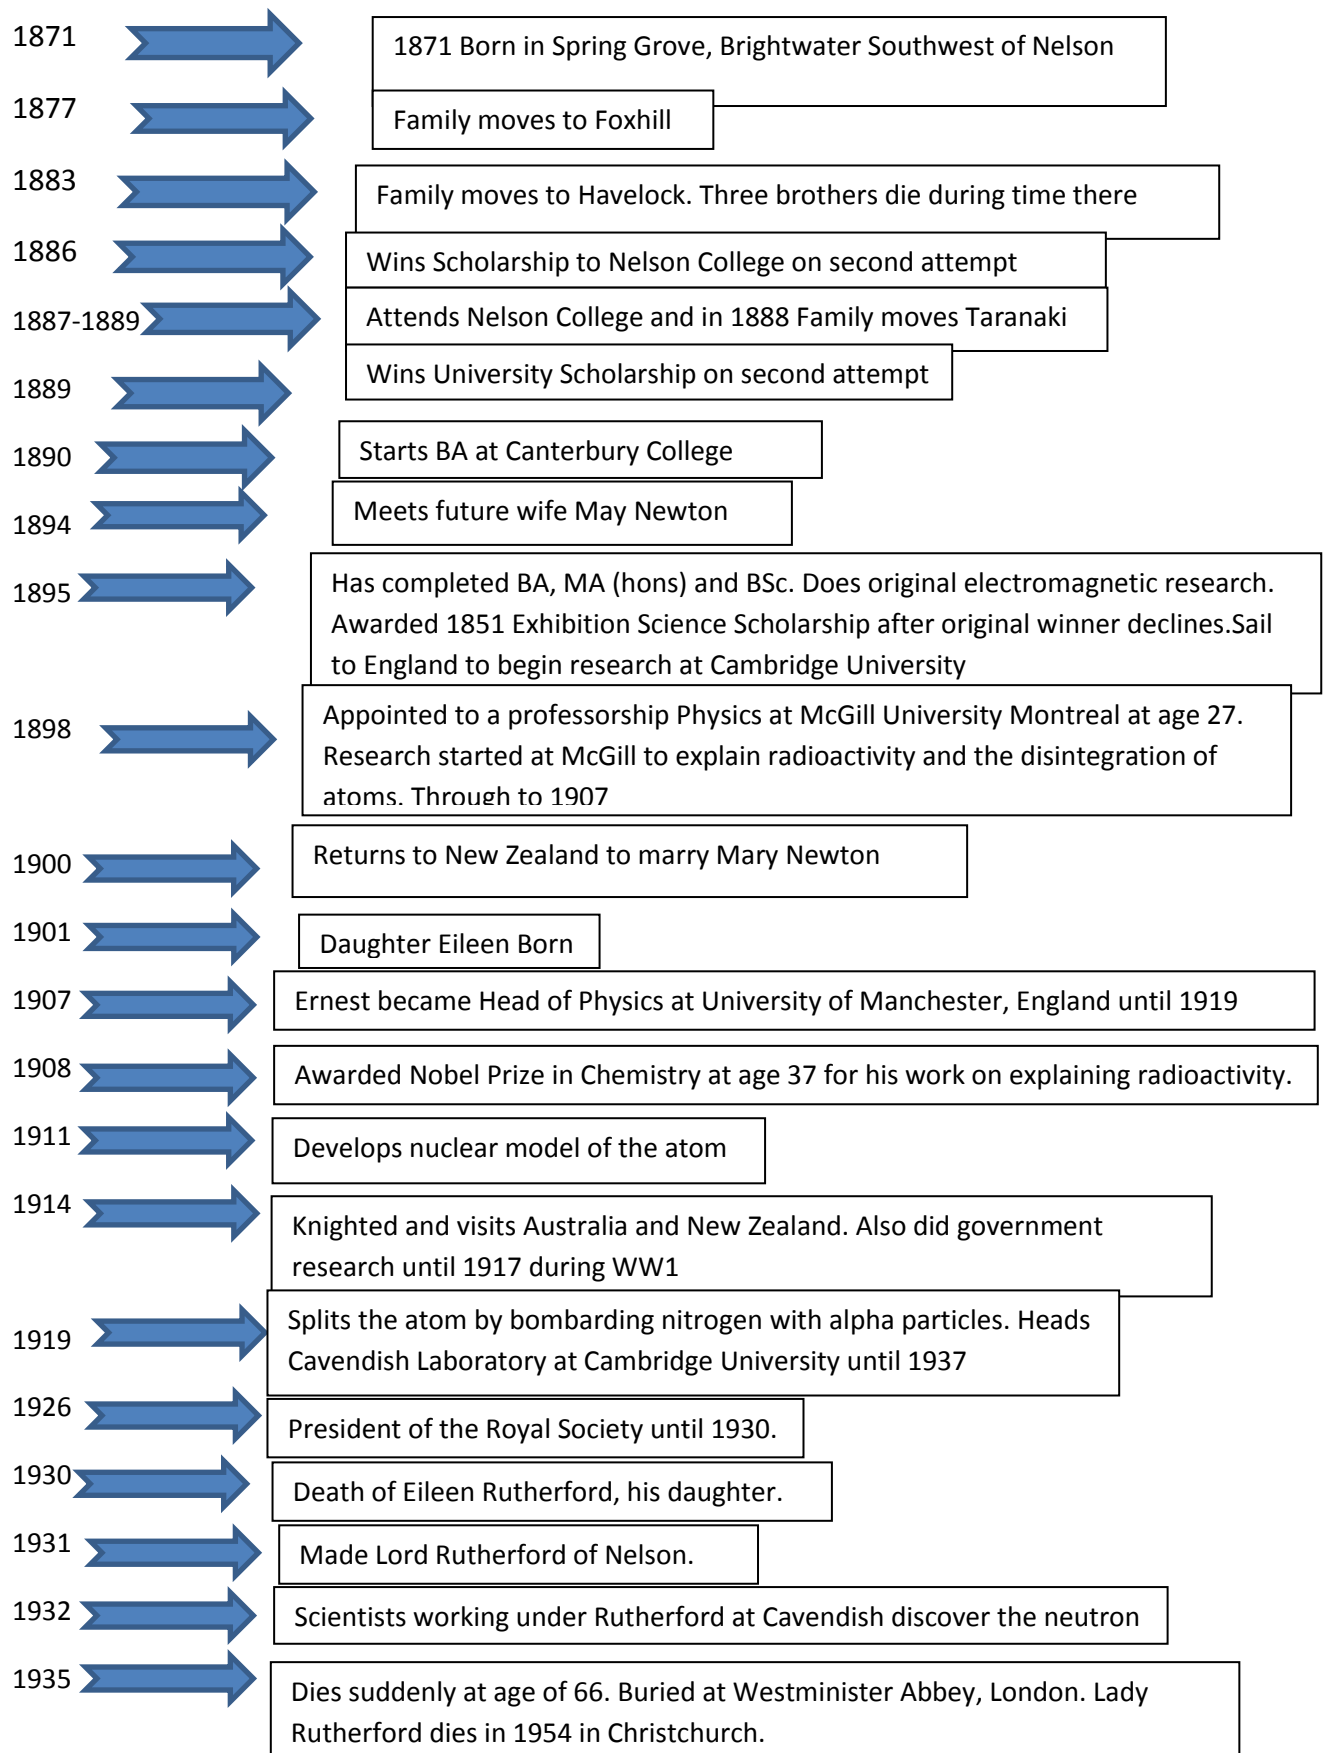 1871
1871 Born in Spring Grove, Brightwater Southwest of Nelson
1877
Family moves to Foxhill
1883
Family moves to Havelock. Three brothers die during time there
1886
Wins Scholarship to Nelson College on second attempt
1887-1889
Attends Nelson College and in 1888 Family moves Taranaki
1889
Wins University Scholarship on second attempt
1890
Starts BA at Canterbury College
1894
Meets future wife May Newton
1895
Has completed BA, MA (hons) and BSc. Does original electromagnetic research.
Awarded 1851 Exhibition Science Scholarship after original winner declines.Sail
to England to begin research at Cambridge University
1898
Appointed to a professorship Physics at McGill University Montreal at age 27.
Research started at McGill to explain radioactivity and the disintegration of
atoms. Through to 1907
1900
Returns to New Zealand to marry Mary Newton
1901
Daughter Eileen Born
1907
Ernest became Head of Physics at University of Manchester, England until 1919
1908
Awarded Nobel Prize in Chemistry at age 37 for his work on explaining radioactivity.
1911
Develops nuclear model of the atom
1914
Knighted and visits Australia and New Zealand. Also did government
research until 1917 during WW1
1919
Splits the atom by bombarding nitrogen with alpha particles. Heads
Cavendish Laboratory at Cambridge University until 1937
1926
President of the Royal Society until 1930.
1930
Death of Eileen Rutherford, his daughter.
1931
Made Lord Rutherford of Nelson.
1932
Scientists working under Rutherford at Cavendish discover the neutron
1935
Dies suddenly at age of 66. Buried at Westminister Abbey, London. Lady
Rutherford dies in 1954 in Christchurch.